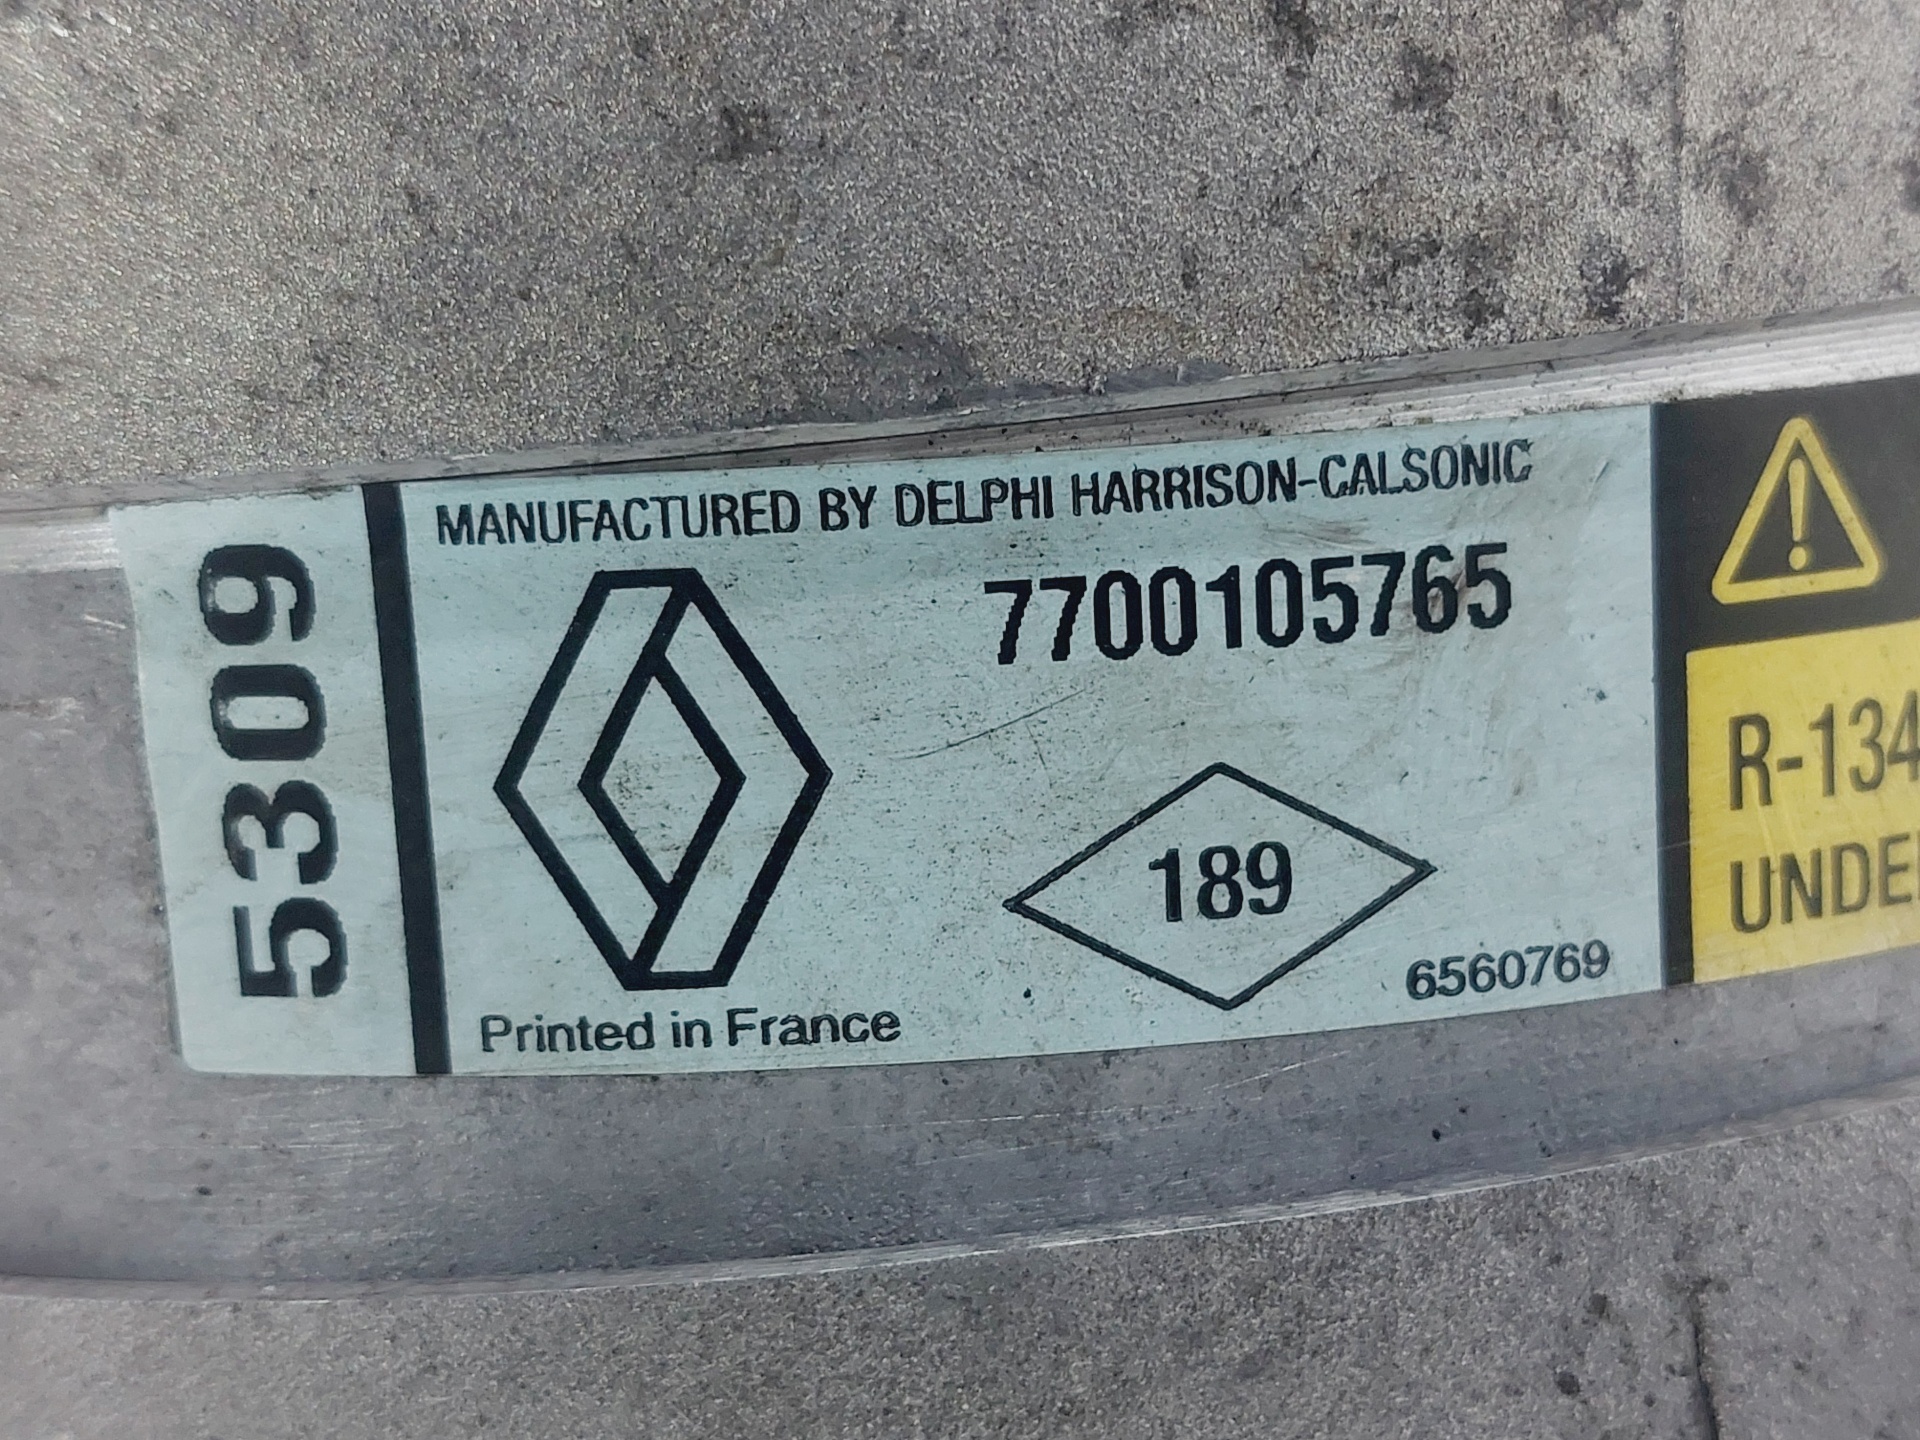 5309
MANUFACTURED BY DELPHI HARRISON-CALSONIC
7700105765
189
6560769
Printed in France
R-134
UNDE